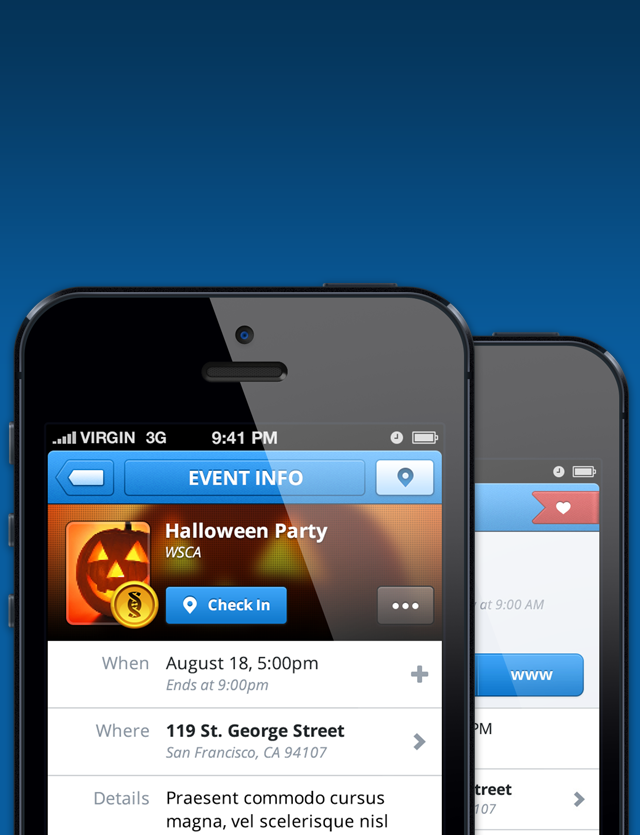 VIRGIN 3G 9:41 PM
EVENT INFO
Halloween Party
WSCA
Check In
When August 18, 5:00pm
Ends at 9:00pm
Where 119 St. George Street
San Francisco, CA 94107
Details Praesent commodo cursus
magna, vel scelerisque nisl
at 9:00 AM
www
PM
treet
107